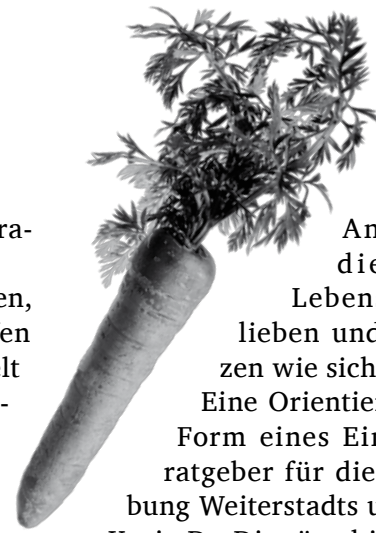 ra-
en,
en
elt
-
An
die
Leben
lieben und
zen wie sich
Eine Orientie
Form eines Ein
ratgeber für die
bung Weiterstadts u